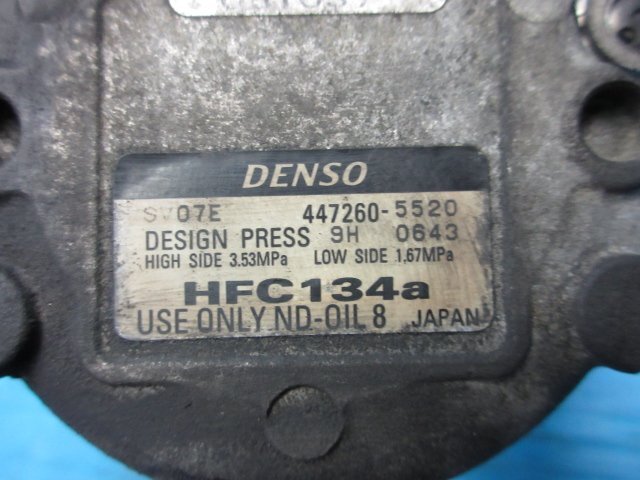 DENSO
SV07E 447260-5520
DESIGN PRESS 9H 0643
HIGH SIDE 3.53MPa LOW SIDE 1.67MPa
HFC134a
USE ONLY ND-OIL 8 JAPAN